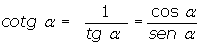 cotg α = 1 / tg α = cos α / sen α